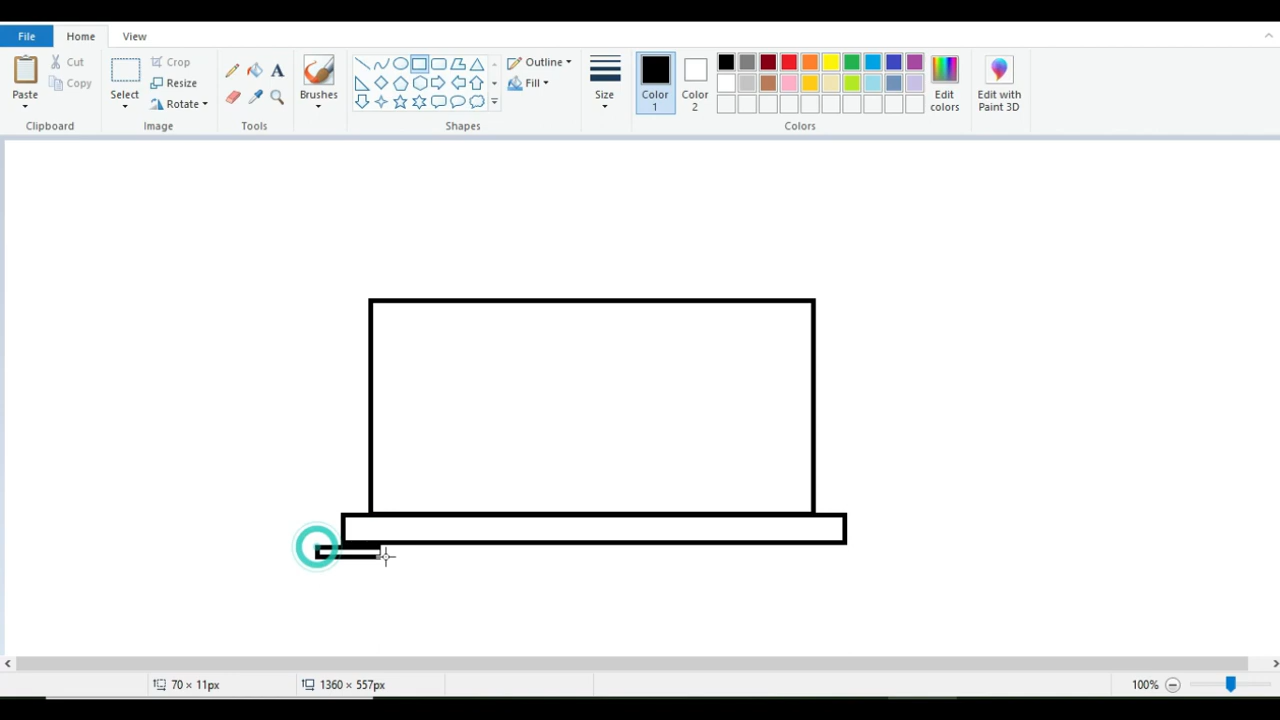 File Home View
Paste Cut Copy Clipboard
Select Crop Resize Rotate Image
Tools
Brushes
Shapes
Outline Fill
Size
Color 1
Color 2
Edit colors
Colors
Edit with Paint 3D
70 × 11px 1360 × 557px 100%